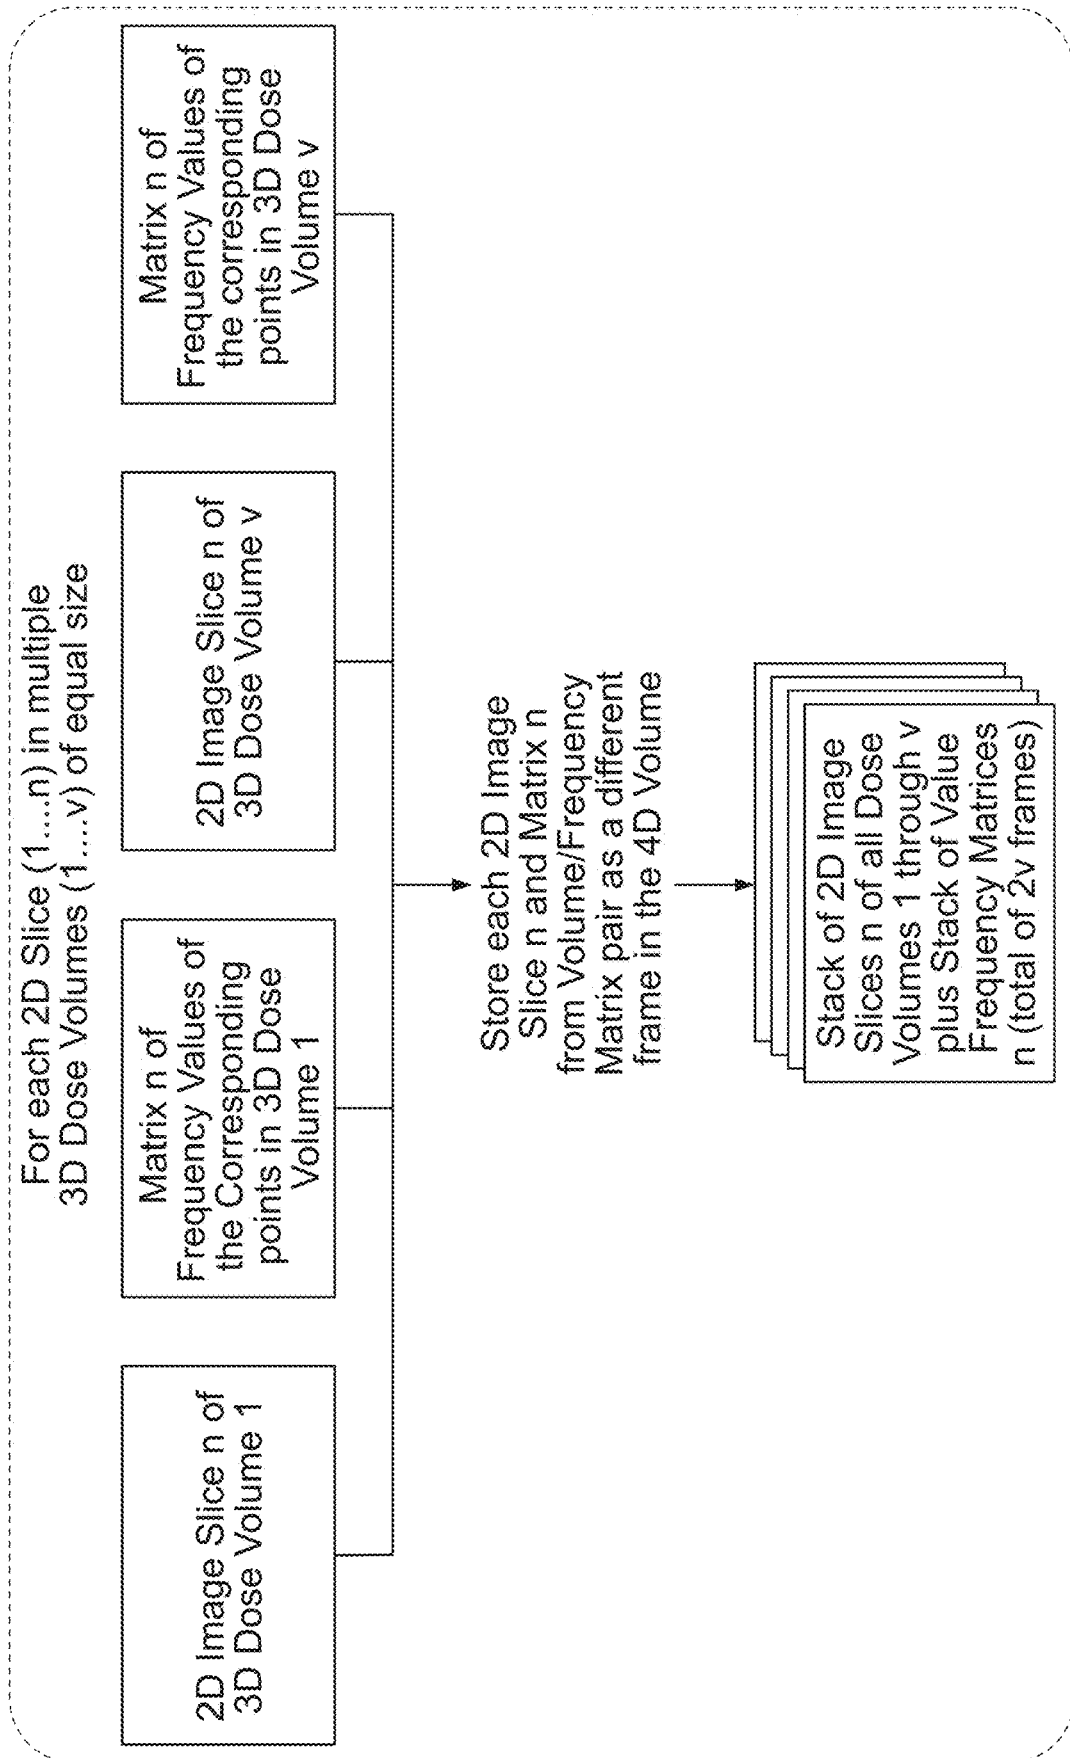 For each 2D Slice (1....n) in multiple
3D Dose Volumes (1....v) of equal size
2D Image Slice n of
3D Dose Volume 1
Matrix n of
Frequency Values of
the Corresponding
points in 3D Dose
Volume 1
2D Image Slice n of
3D Dose Volume v
Matrix n of
Frequency Values of
the corresponding
points in 3D Dose
Volume v
Store each 2D Image
Slice n and Matrix n
from Volume/Frequency
Matrix pair as a different
frame in the 4D Volume
Stack of 2D Image
Slices n of all Dose
Volumes 1 through v
plus Stack of Value
Frequency Matrices
n (total of 2v frames)